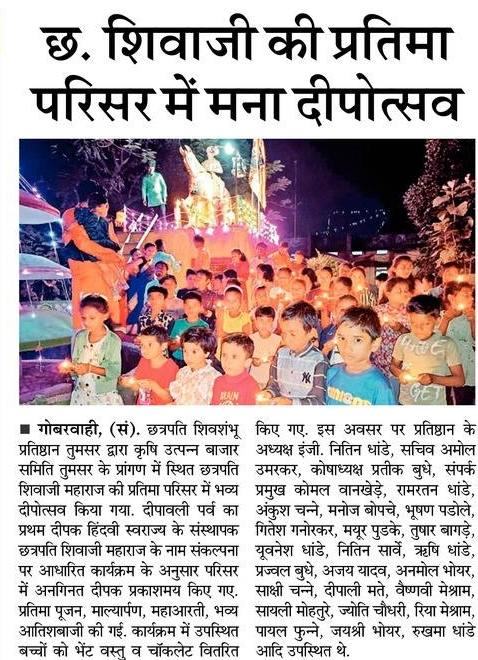 छ. शिवाजी की प्रतिमा
परिसर में मना दीपोत्सव
■ गोबरवाही, (सं). छत्रपति शिवशंभू
प्रतिष्ठान तुमसर द्वारा कृषि उत्पन्न बाजार
समिति तुमसर के प्रांगण में स्थित छत्रपति
शिवाजी महाराज की प्रतिमा परिसर में भव्य
दीपोत्सव किया गया. दीपावली पर्व का
प्रथम दीपक हिंदवी स्वराज्य के संस्थापक
छत्रपति शिवाजी महाराज के नाम संकल्पना
पर आधारित कार्यक्रम के अनुसार परिसर
में अनगिनत दीपक प्रकाशमय किए गए.
प्रतिमा पूजन, माल्यार्पण, महाआरती, भव्य
आतिशबाजी की गई. कार्यक्रम में उपस्थित
बच्चों को भेंट वस्तु व चॉकलेट वितरित
किए गए. इस अवसर पर प्रतिष्ठान के
अध्यक्ष इंजी. नितिन धांडे, सचिव अमोल
उमरकर, कोषाध्यक्ष प्रतीक बुधे, संपर्क
प्रमुख कोमल वानखेडे, रामरतन धांडे,
अंकुश चन्ने, मनोज बोपचे, भूषण पडोले,
गितेश गनोरकर, मयूर पुडके, तुषार बागड़े,
यूवनेश धांडे, नितिन सार्वे, ऋषि धांडे,
प्रज्वल बुधे, अजय यादव, अनमोल भोयर,
साक्षी चन्ने, दीपाली मते, वैष्णवी मेश्राम,
सायली मोहतुरे, ज्योति चौधरी, रिया मेश्राम,
पायल फुन्ने, जयश्री भोयर, रुखमा धांडे
आदि उपस्थित थे.